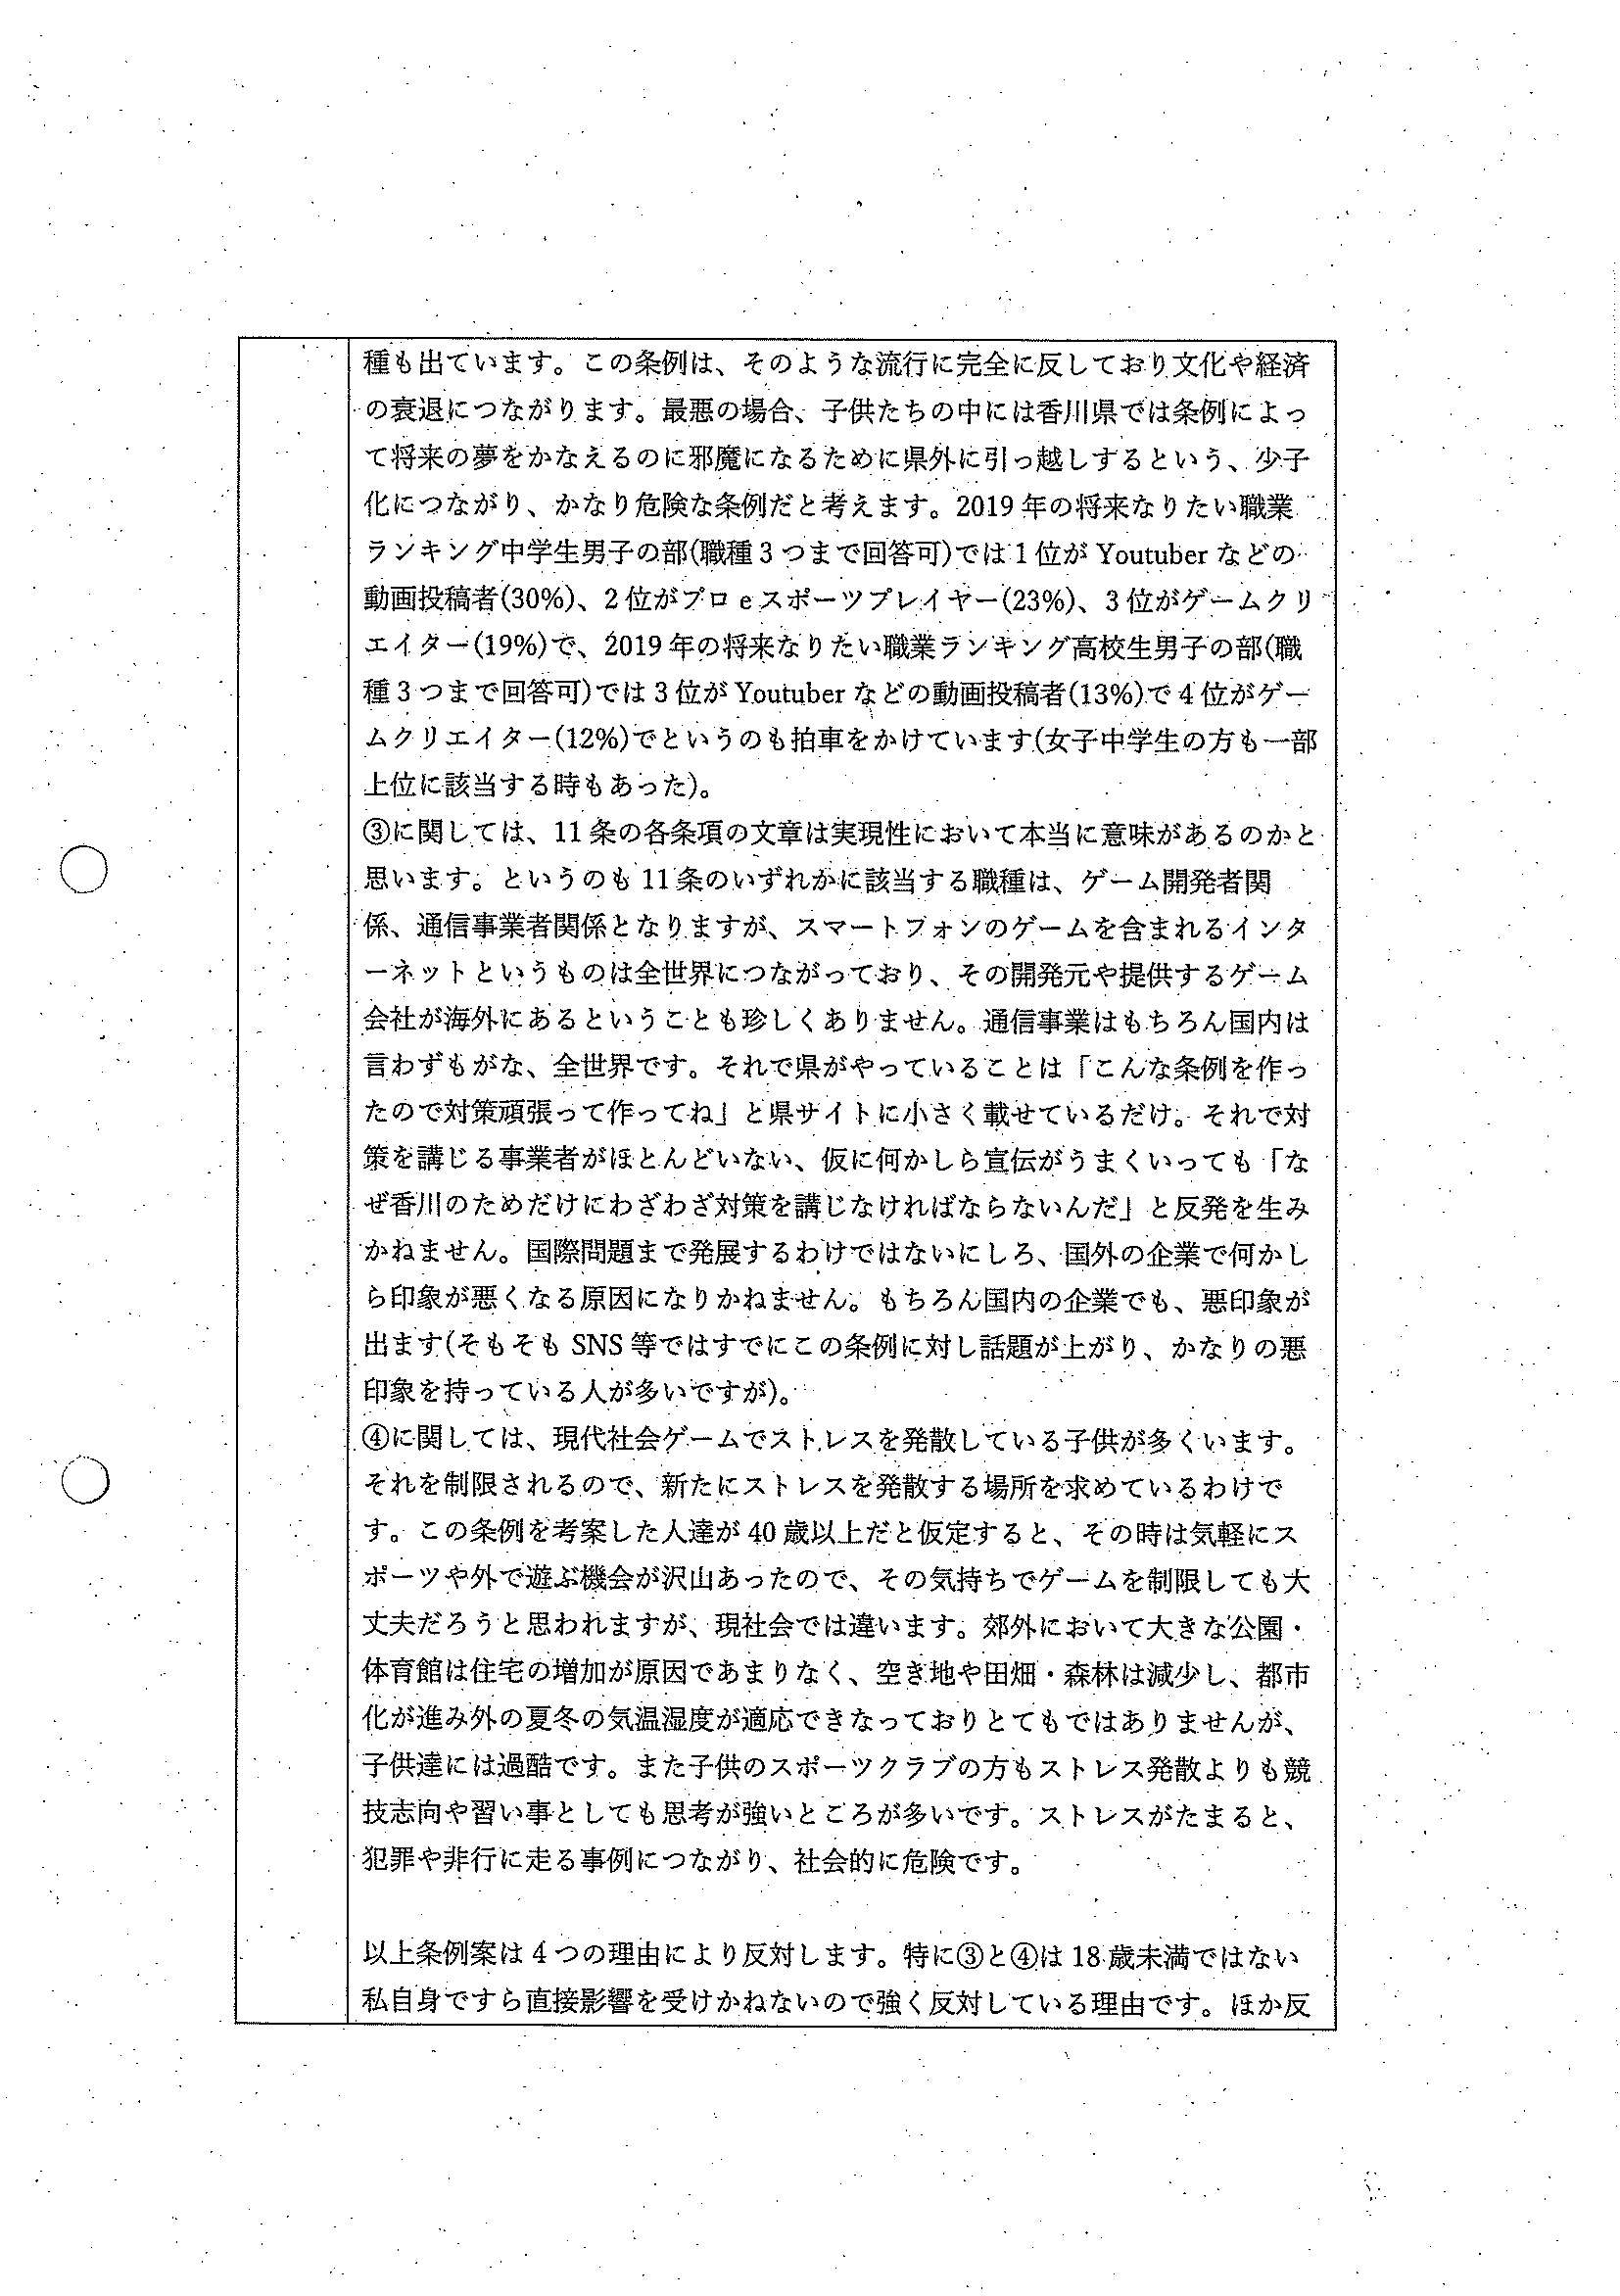 種も出ています。この条例は、そのような流行に完全に反しており文化や経済
の衰退につながります。最悪の場合、子供たちの中には香川県では条例によっ
て将来の夢をかなえるのに邪魔になるために県外に引っ越しするという、少子
化につながり、かなり危険な条例だと考えます。2019年の将来なりたい職業
ランキング中学生男子の部(職種3つまで回答可)では1位がYoutuberなどの
動画投稿者(30%)、2位がプロeスポーツプレイヤー(23%)、3位がゲームクリ
エイター(19%)で、2019年の将来なりたい職業ランキング高校生男子の部(職
種3つまで回答可)では3位がYoutuberなどの動画投稿者(13%)で4位がゲー
ムクリエイター(12%)でというのも拍車をかけています(女子中学生の方も一部
上位に該当する時もあった)。
③に関しては、11条の各条項の文章は実現性において本当に意味があるのかと
思います。というのも11条のいずれかに該当する職種は、ゲーム開発者関
係、通信事業者関係となりますが、スマートフォンのゲームを含まれるインタ
ーネットというものは全世界につながっており、その開発元や提供するゲーム
会社が海外にあるということも珍しくありません。通信事業はもちろん国内は
言わずもがな、全世界です。それで県がやっていることは「こんな条例を作っ
たので対策頑張って作ってね」と県サイトに小さく載せているだけ。それで対
策を講じる事業者がほとんどいない、仮に何かしら宣伝がうまくいっても「な
ぜ香川のためだけにわざわざ対策を講じなければならないんだ」と反発を生み
かねません。国際問題まで発展するわけではないにしろ、国外の企業で何かし
ら印象が悪くなる原因になりかねません。もちろん国内の企業でも、悪印象が
出ます(そもそもSNS等ではすでにこの条例に対し話題が上がり、かなりの悪
印象を持っている人が多いですが)。
④に関しては、現代社会ゲームでストレスを発散している子供が多くいます。
それを制限されるので、新たにストレスを発散する場所を求めているわけで
す。この条例を考案した人達が40歳以上だと仮定すると、その時は気軽にス
ポーツや外で遊ぶ機会が沢山あったので、その気持ちでゲームを制限しても大
丈夫だろうと思われますが、現社会では違います。郊外において大きな公園・
体育館は住宅の増加が原因であまりなく、空き地や田畑・森林は減少し、都市
化が進み外の夏冬の気温湿度が適応できなっておりとてもではありませんが、
子供達には過酷です。また子供のスポーツクラブの方もストレス発散よりも競
技志向や習い事としても思考が強いところが多いです。ストレスがたまると、
犯罪や非行に走る事例につながり、社会的に危険です。
以上条例案は4つの理由により反対します。特に③と④は18歳未満ではない
私自身ですら直接影響を受けかねないので強く反対している理由です。ほか反